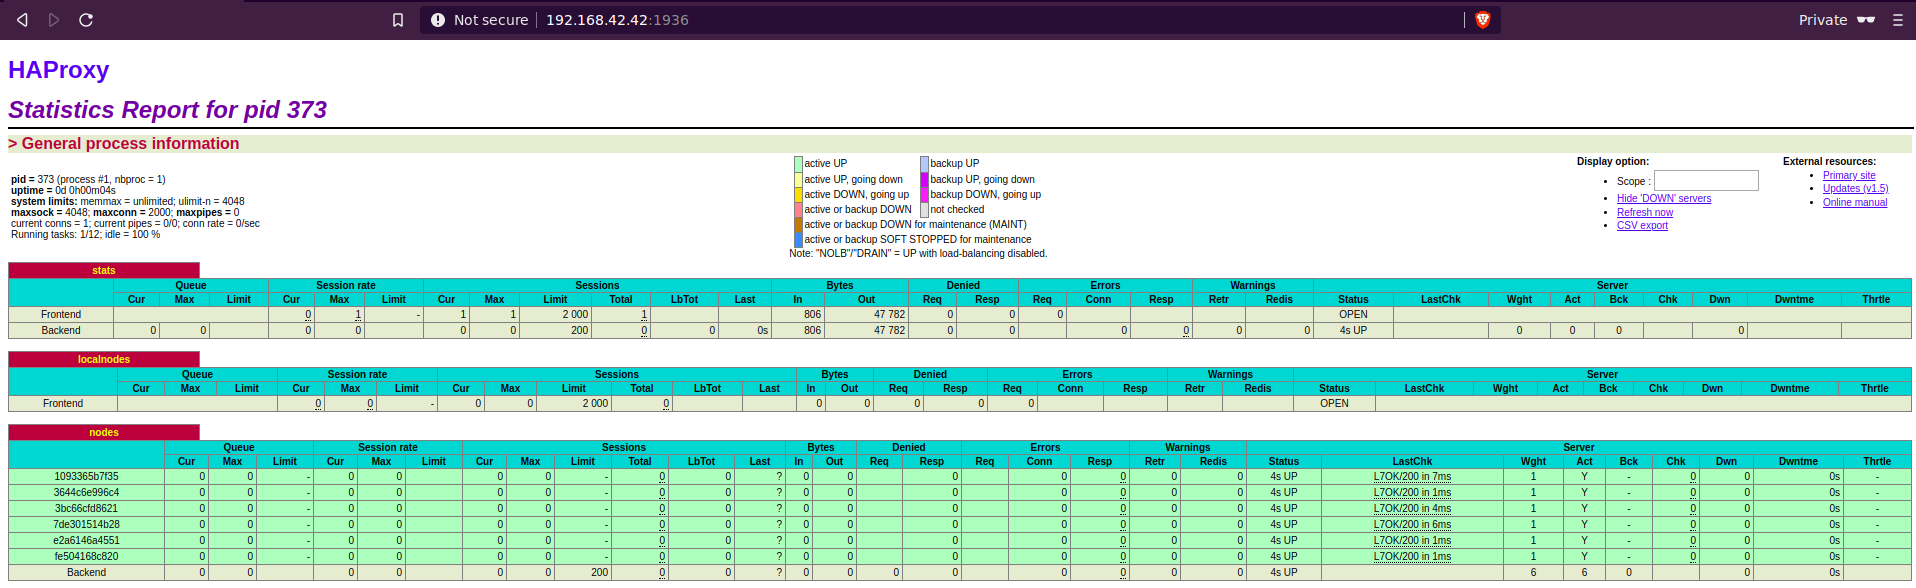 Not secure 192.168.42.42:1936 Private
HAProxy
Statistics Report for pid 373
> General process information
pid = 373 (process #1, nbproc = 1)
uptime = 0d 0h00m04s
system limits: memmax = unlimited; ulimit-n = 4048
maxsock = 4048; maxconn = 2000; maxpipes = 0
current conns = 1; current pipes = 0/0; conn rate = 0/sec
Running tasks: 1/12; idle = 100 %
active UP backup UP
active UP, going down backup UP, going down
active DOWN, going up backup DOWN, going up
active or backup DOWN not checked
active or backup DOWN for maintenance (MAINT)
active or backup SOFT STOPPED for maintenance
Note: "NOLB"/"DRAIN" = UP with load-balancing disabled.
Display option:
• Scope :
• Hide 'DOWN' servers
• Refresh now
• CSV export
External resources:
• Primary site
• Updates (v1.5)
• Online manual
stats
Queue Session rate Sessions Bytes Denied Errors Warnings Server
Cur Max Limit Cur Max Limit Cur Max Limit Total LbTot Last In Out Req Resp Req Conn Resp Retr Redis Status LastChk Wght Act Bck Chk Dwn Dwntme Thrtle
Frontend 0 1 - 1 1 2 000 1 806 47 782 0 0 0 OPEN
Backend 0 0 0 0 0 0 200 0 0 0s 806 47 782 0 0 0 0 0 0 4s UP 0 0 0 0
localnodes
Queue Session rate Sessions Bytes Denied Errors Warnings Server
Cur Max Limit Cur Max Limit Cur Max Limit Total LbTot Last In Out Req Resp Req Conn Resp Retr Redis Status LastChk Wght Act Bck Chk Dwn Dwntme Thrtle
Frontend 0 0 - 0 0 2 000 0 0 0 0 0 0 OPEN
nodes
Queue Session rate Sessions Bytes Denied Errors Warnings Server
Cur Max Limit Cur Max Limit Cur Max Limit Total LbTot Last In Out Req Resp Req Conn Resp Retr Redis Status LastChk Wght Act Bck Chk Dwn Dwntme Thrtle
1093365b7f35 0 0 - 0 0 0 0 - 0 0 ? 0 0 0 0 0 0 0 4s UP L7OK/200 in 7ms 1 Y - 0 0 0s -
3644c6e996c4 0 0 - 0 0 0 0 - 0 0 ? 0 0 0 0 0 0 0 4s UP L7OK/200 in 1ms 1 Y - 0 0 0s -
3bc66cfd8621 0 0 - 0 0 0 0 - 0 0 ? 0 0 0 0 0 0 0 4s UP L7OK/200 in 4ms 1 Y - 0 0 0s -
7de301514b28 0 0 - 0 0 0 0 - 0 0 ? 0 0 0 0 0 0 0 4s UP L7OK/200 in 6ms 1 Y - 0 0 0s -
e2a6146a4551 0 0 - 0 0 0 0 - 0 0 ? 0 0 0 0 0 0 0 4s UP L7OK/200 in 1ms 1 Y - 0 0 0s -
fe504168c820 0 0 - 0 0 0 0 - 0 0 ? 0 0 0 0 0 0 0 4s UP L7OK/200 in 1ms 1 Y - 0 0 0s -
Backend 0 0 0 0 0 0 200 0 0 ? 0 0 0 0 0 0 0 0 4s UP 6 6 0 0 0s